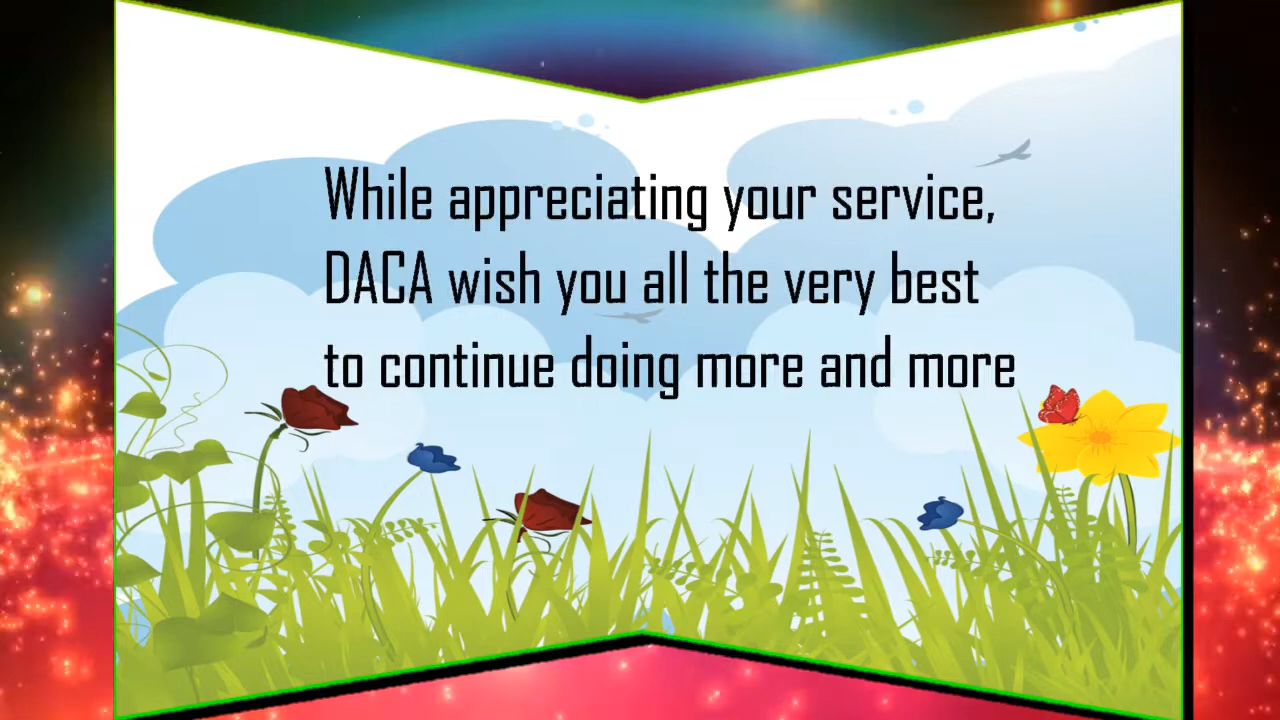 While appreciating your service,
DACA wish you all the very best
to continue doing more and more